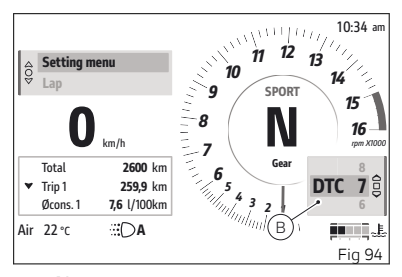 10:34 am
Setting menu
Lap
0 km/h
Total 2600 km
Trip 1 259,9 km
Øcons. 1 7,6 l/100km
Air 22 °C
A
2
3
4
5
6
7
8
9
10
11
12
13
14
15
16
rpm X1000
SPORT
N
Gear
8
DTC 7
6
B
Fig 94